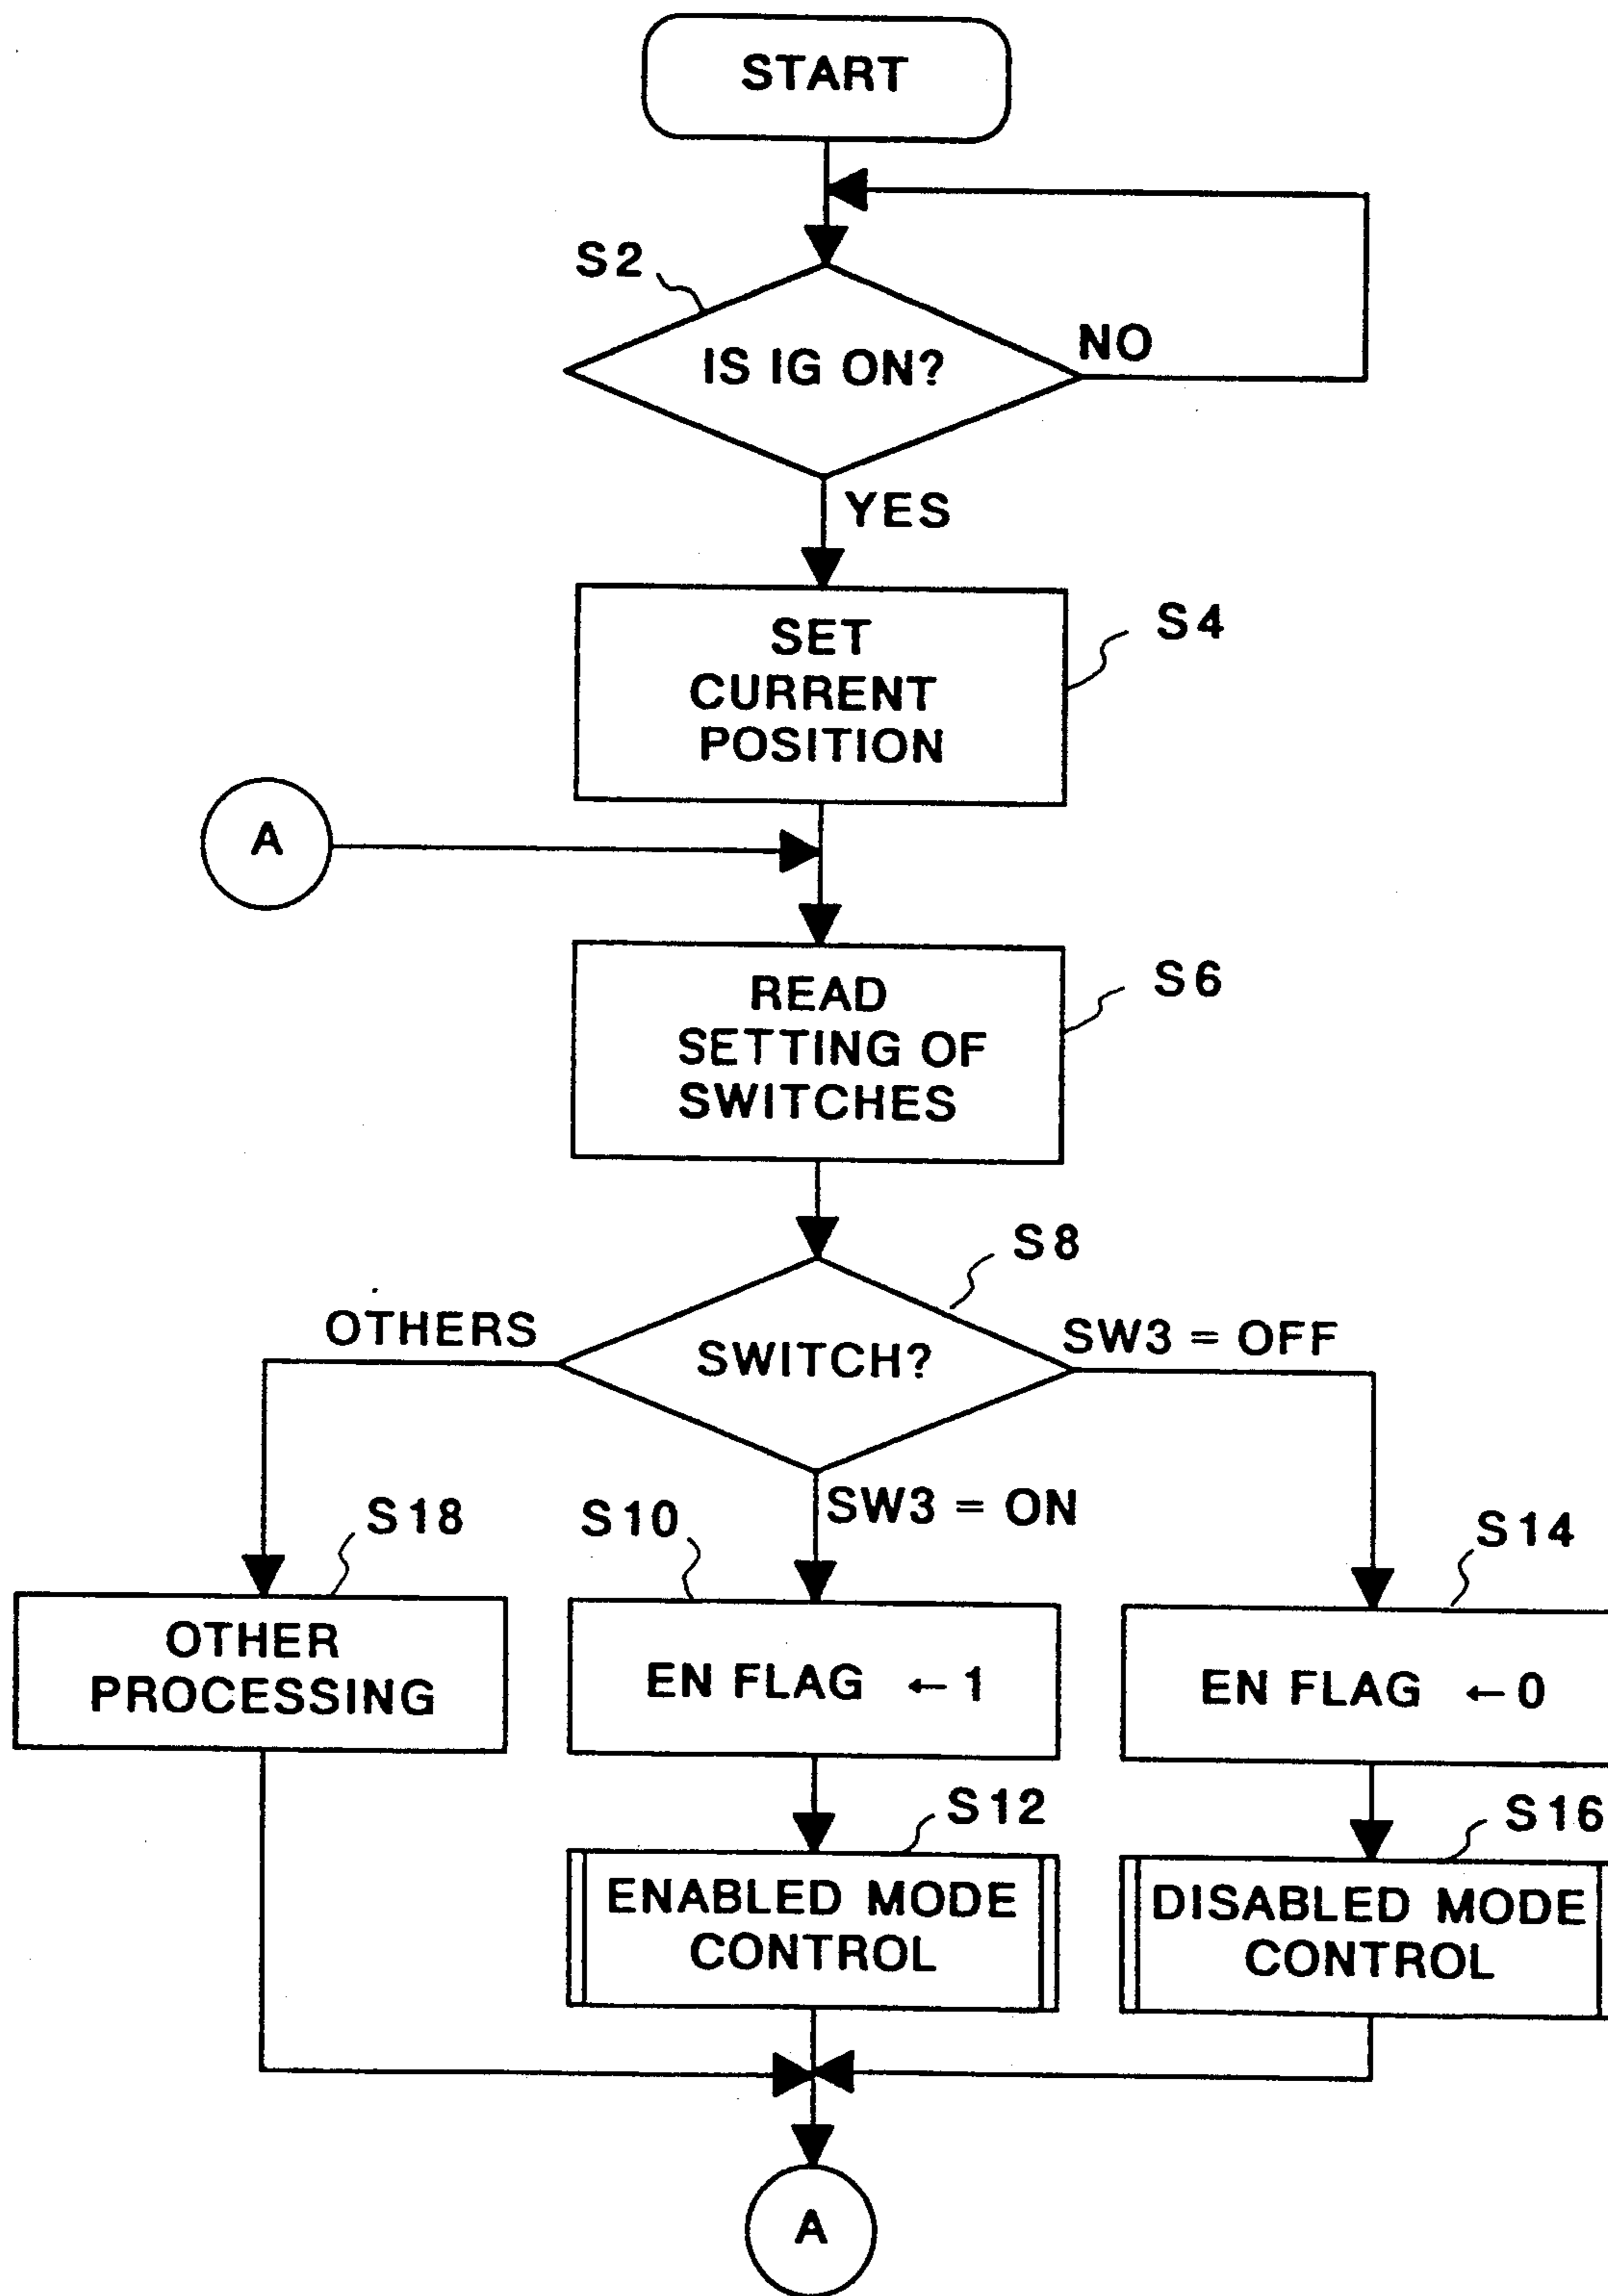 START
S2
IS IG ON?
NO
YES
SET
CURRENT
POSITION
S4
A
READ
SETTING OF
SWITCHES
S6
S8
OTHERS
SWITCH?
SW3 = OFF
SW3 = ON
S18
S10
S14
OTHER
PROCESSING
EN FLAG ← 1
EN FLAG ← 0
S12
S16
ENABLED MODE
CONTROL
DISABLED MODE
CONTROL
A